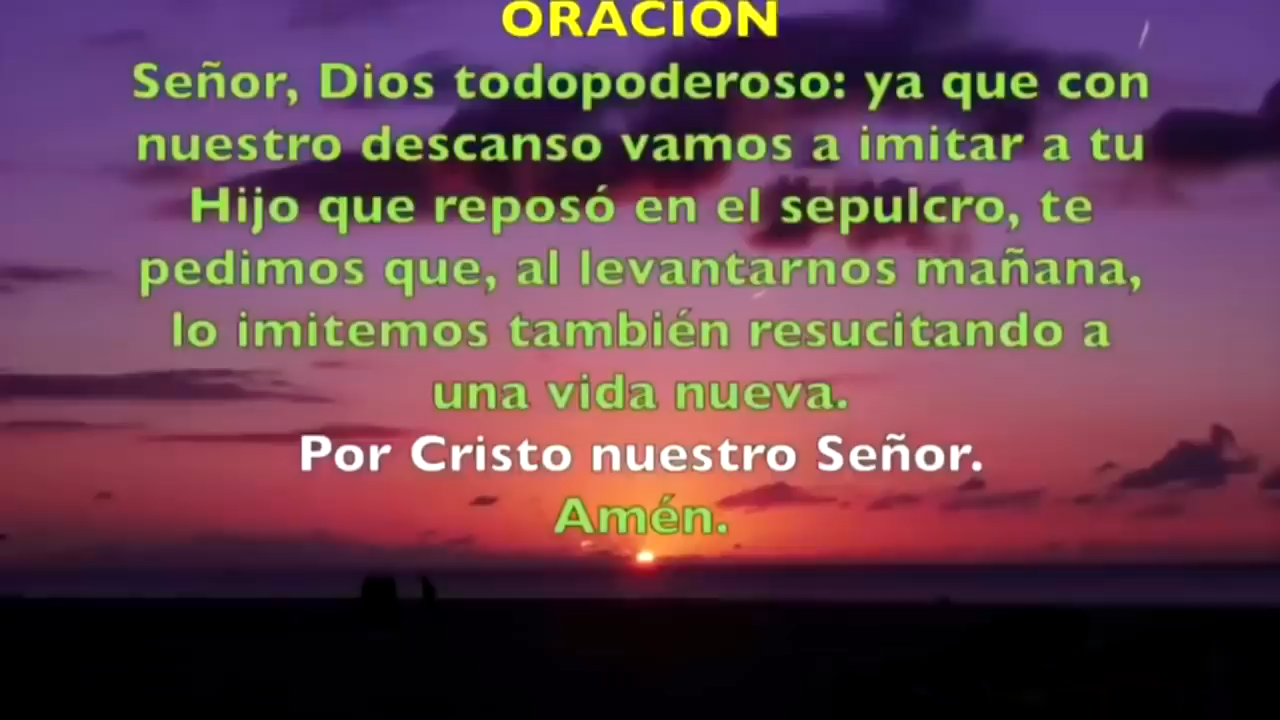 ORACIÓN
Señor, Dios todopoderoso: ya que con
nuestro descanso vamos a imitar a tu
Hijo que reposó en el sepulcro, te
pedimos que, al levantarnos mañana,
lo imitemos también resucitando a
una vida nueva.
Por Cristo nuestro Señor.
Amén.